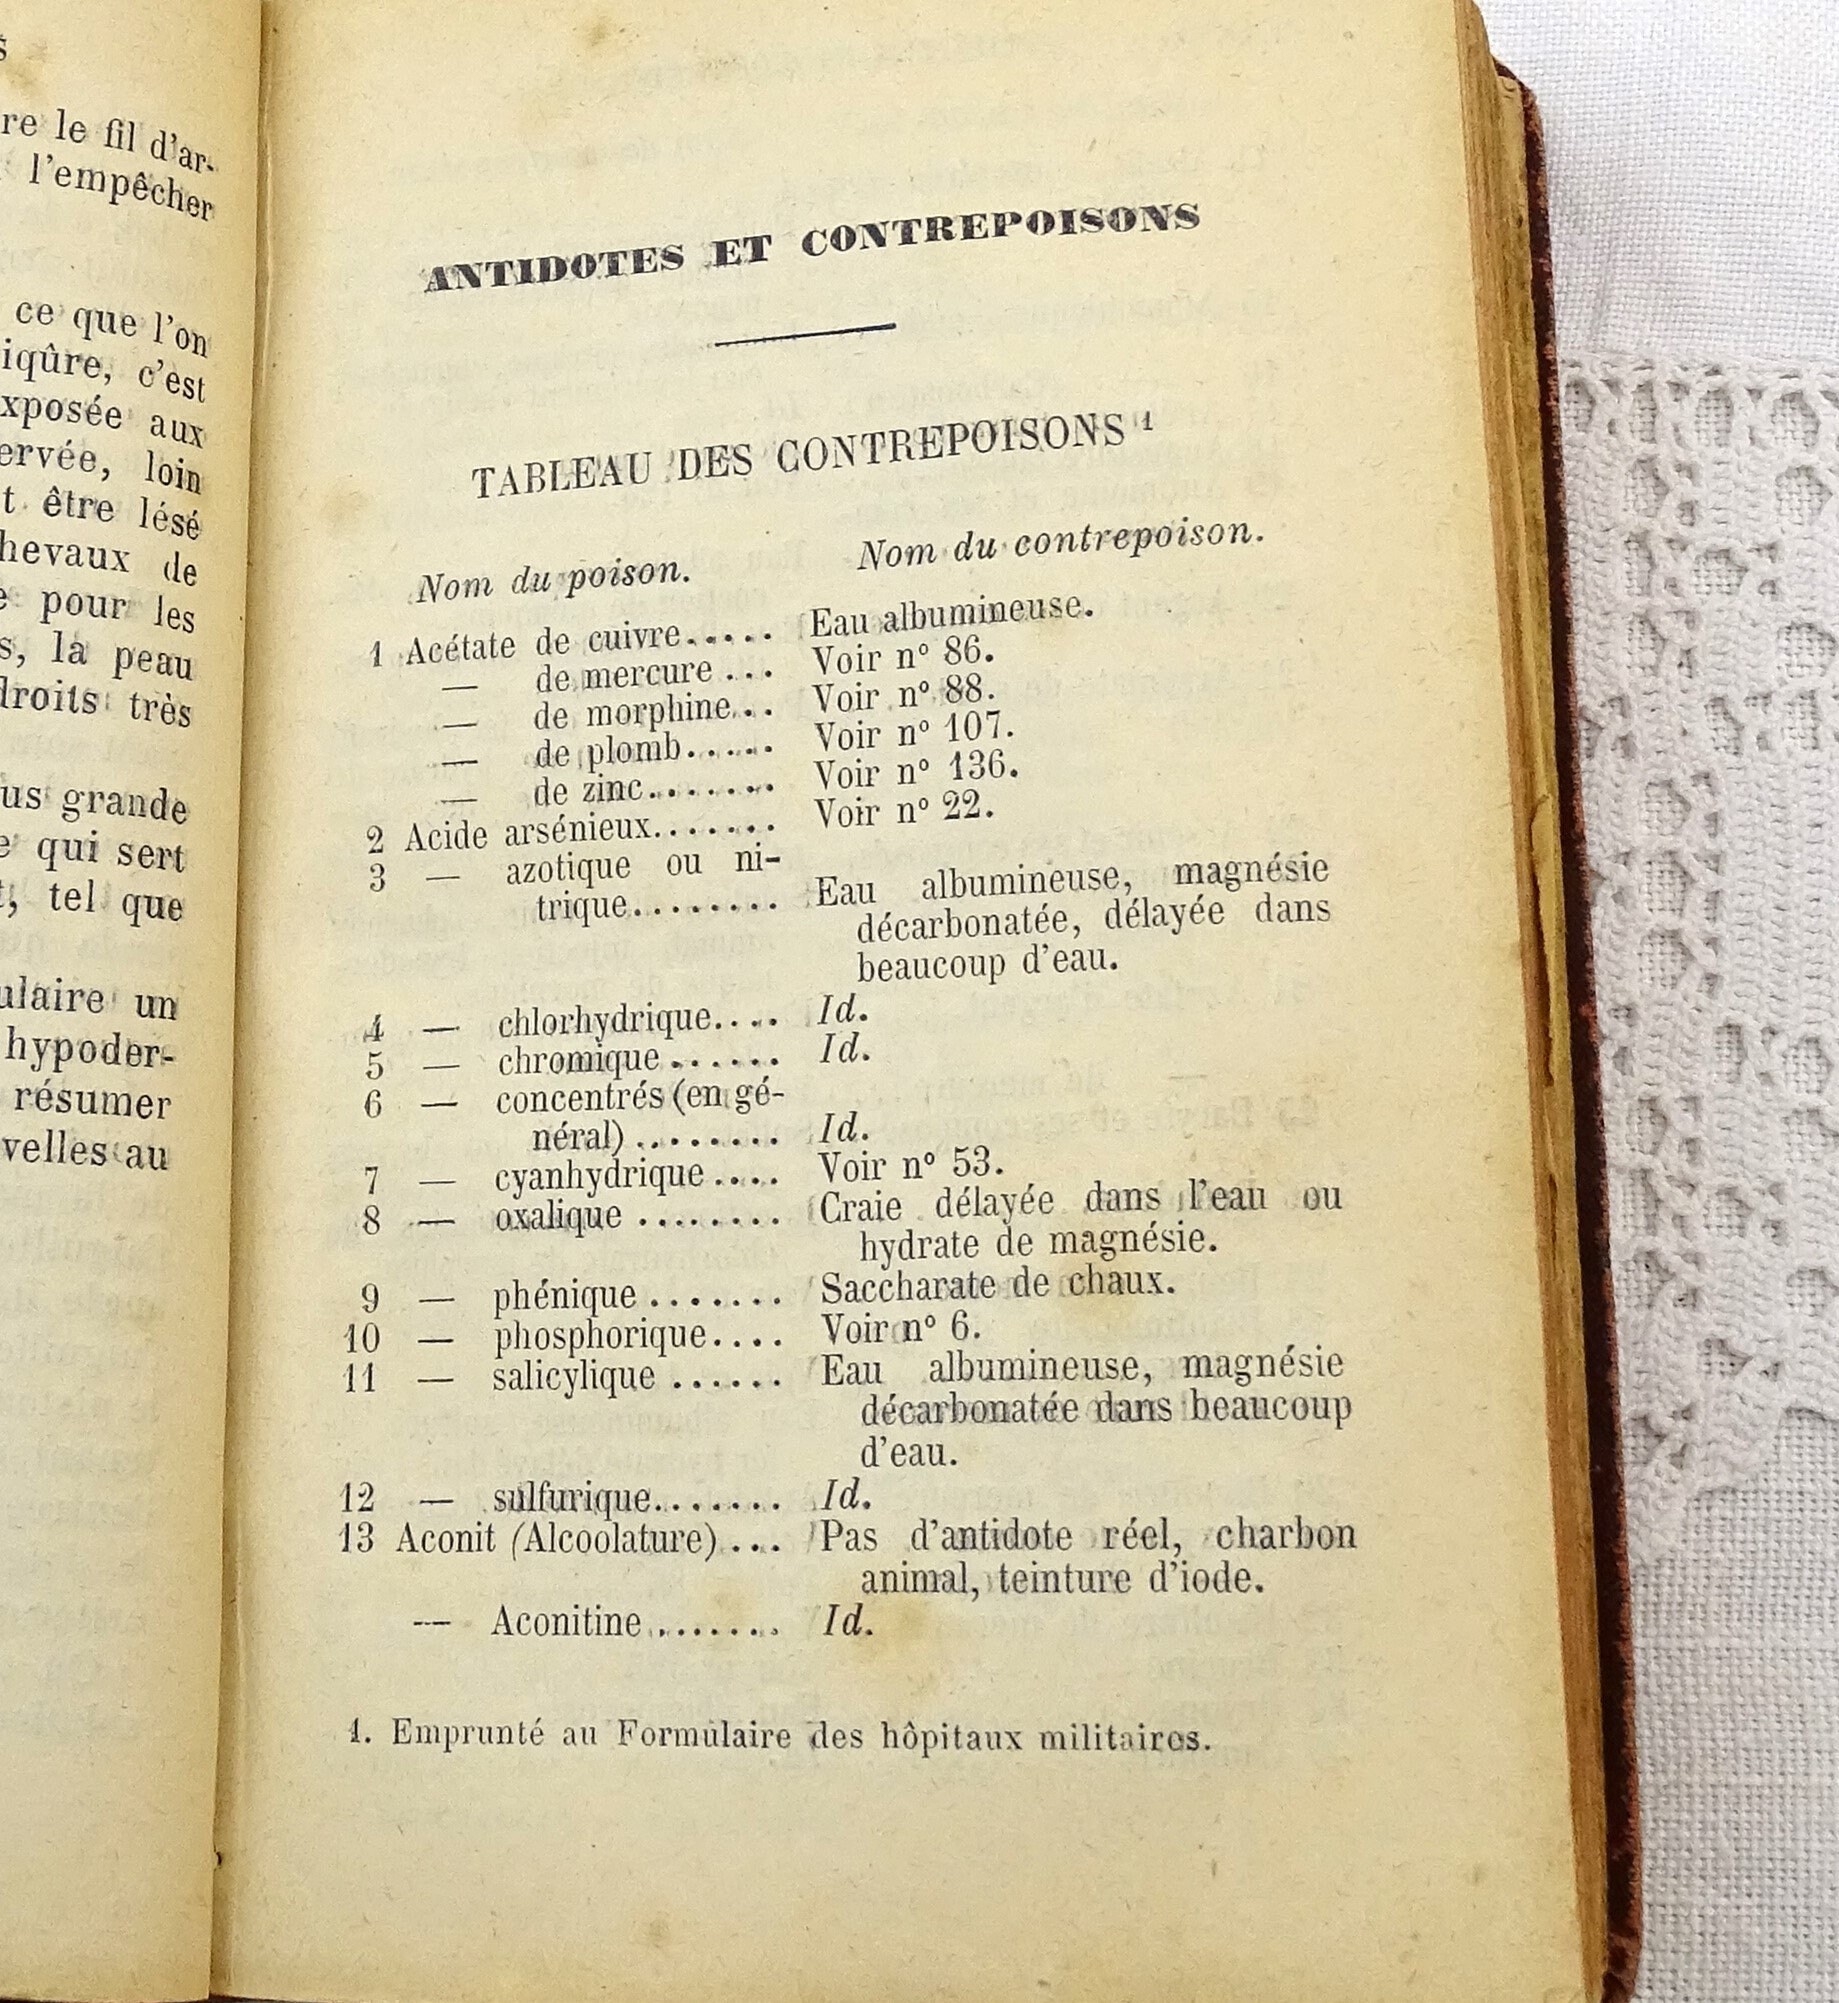 s
re le fil d'ar-
l'empêcher
ce que l'on
iqûre, c'est
xposée aux
ervée, loin
t être lésé
hevaux de
e pour les
s, la peau
droits très
us grande
e qui sert
t, tel que
ulaire un
hypoder-
résumer
velles au
ANTIDOTES ET CONTREPOISONS
TABLEAU DES CONTREPOISONS 1
Nom du poison. Nom du contrepoison.
1 Acétate de cuivre..... Eau albumineuse.
— de mercure ... Voir n° 86.
— de morphine... Voir n° 88.
— de plomb..... Voir n° 107.
— de zinc....... Voir n° 136.
2 Acide arsénieux....... Voir n° 22.
3 — azotique ou ni-
trique........ Eau albumineuse, magnésie
décarbonatée, délayée dans
beaucoup d'eau.
4 — chlorhydrique.... Id.
5 — chromique ...... Id.
6 — concentrés (en gé-
néral) ........ Id.
7 — cyanhydrique .... Voir n° 53.
8 — oxalique ........ Craie délayée dans l'eau ou
hydrate de magnésie.
9 — phénique ....... Saccharate de chaux.
10 — phosphorique.... Voir n° 6.
11 — salicylique ...... Eau albumineuse, magnésie
décarbonatée dans beaucoup
d'eau.
12 — sulfurique....... Id.
13 Aconit (Alcoolature) ... Pas d'antidote réel, charbon
animal, teinture d'iode.
— Aconitine ....... Id.
1. Emprunté au Formulaire des hôpitaux militaires.